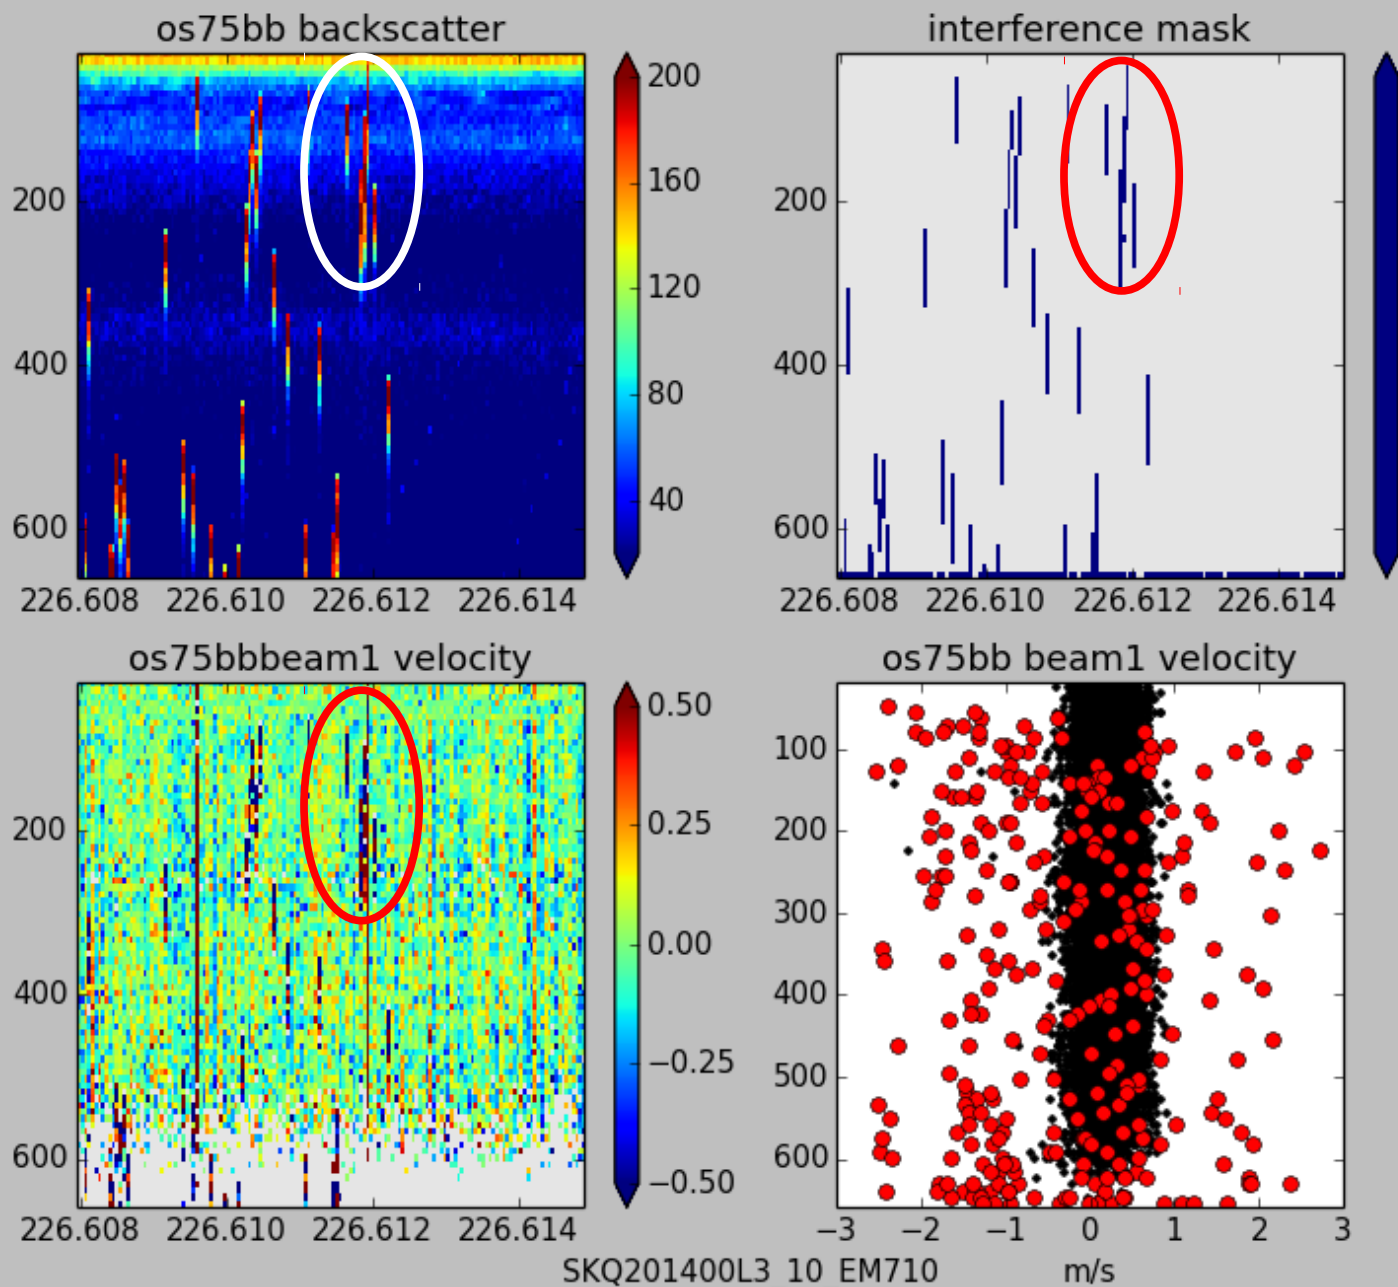 os75bb backscatter
interference mask
200
160
120
80
40
200
400
600
226.608 226.610 226.612 226.614
200
400
600
226.608 226.610 226.612 226.614
os75bbbeam1 velocity
os75bb beam1 velocity
0.50
0.25
0.00
−0.25
−0.50
200
400
600
226.608 226.610 226.612 226.614
100
200
300
400
500
600
−3 −2 −1 0 1 2 3
SKQ201400L3_10_EM710
m/s